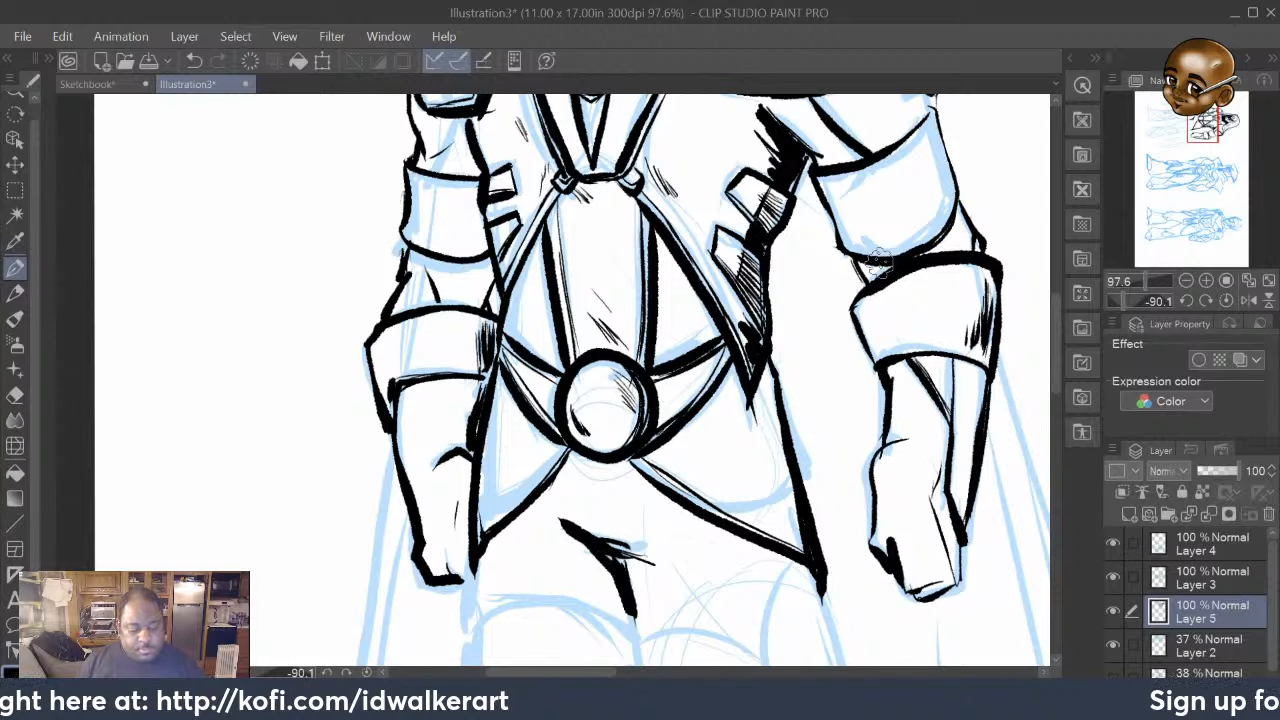 Illustration3* (11.00 x 17.00in 300dpi 97.6%) - CLIP STUDIO PAINT PRO
File Edit Animation Layer Select View Filter Window Help
Sketchbook* Illustration3*
97.6
-90.1
Layer Property
Effect
Expression color
Color
Layer
100
100 % Normal
Layer 4
100 % Normal
Layer 3
100 % Normal
Layer 5
37 % Normal
Layer 2
38 % Normal
-90.1
ght here at: http://kofi.com/idwalkerart Sign up fo